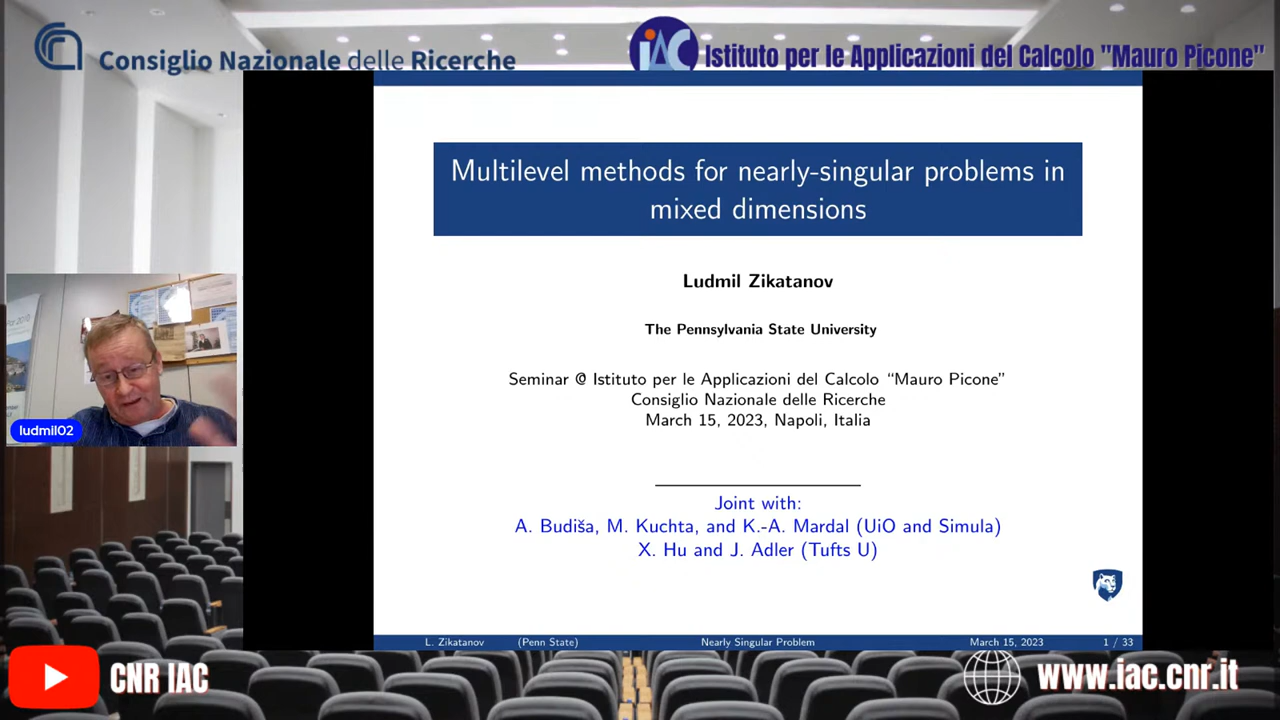 Consiglio Nazionale delle Ricerche
iAC
Istituto per le Applicazioni del Calcolo "Mauro Picone"
Multilevel methods for nearly-singular problems in
mixed dimensions
Ludmil Zikatanov
The Pennsylvania State University
Seminar @ Istituto per le Applicazioni del Calcolo “Mauro Picone”
Consiglio Nazionale delle Ricerche
March 15, 2023, Napoli, Italia
Joint with:
A. Budiša, M. Kuchta, and K.-A. Mardal (UiO and Simula)
X. Hu and J. Adler (Tufts U)
L. Zikatanov (Penn State) Nearly Singular Problem March 15, 2023 1 / 33
ludmil02
CNR IAC
www.iac.cnr.it